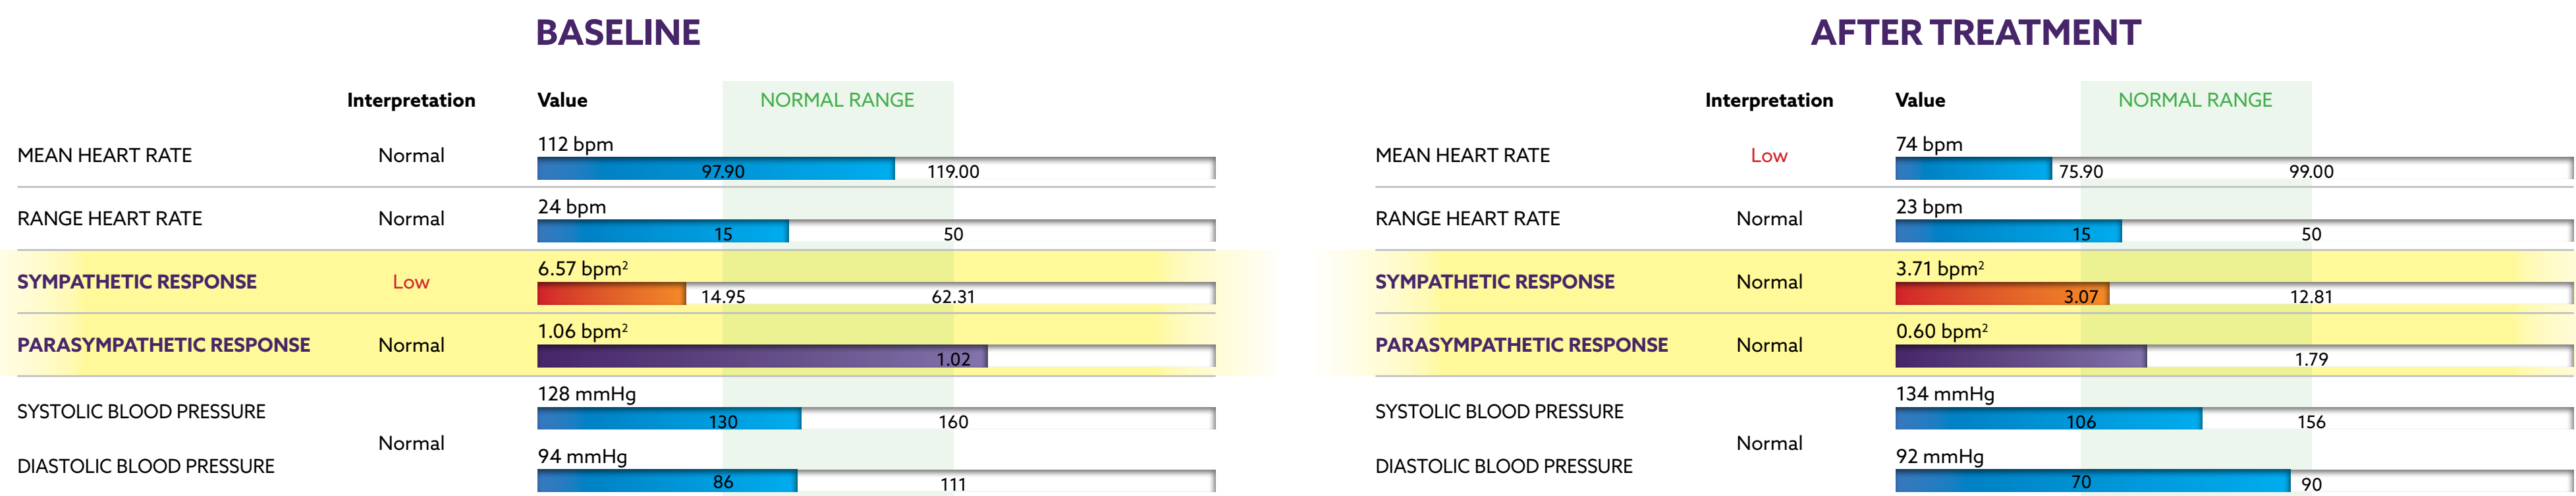 BASELINE
Interpretation Value NORMAL RANGE
MEAN HEART RATE Normal 112 bpm 97.90 119.00
RANGE HEART RATE Normal 24 bpm 15 50
SYMPATHETIC RESPONSE Low 6.57 bpm² 14.95 62.31
PARASYMPATHETIC RESPONSE Normal 1.06 bpm² 1.02
SYSTOLIC BLOOD PRESSURE 128 mmHg 130 160
Normal
DIASTOLIC BLOOD PRESSURE 94 mmHg 86 111
AFTER TREATMENT
Interpretation Value NORMAL RANGE
MEAN HEART RATE Low 74 bpm 75.90 99.00
RANGE HEART RATE Normal 23 bpm 15 50
SYMPATHETIC RESPONSE Normal 3.71 bpm² 3.07 12.81
PARASYMPATHETIC RESPONSE Normal 0.60 bpm² 1.79
SYSTOLIC BLOOD PRESSURE 134 mmHg 106 156
Normal
DIASTOLIC BLOOD PRESSURE 92 mmHg 70 90